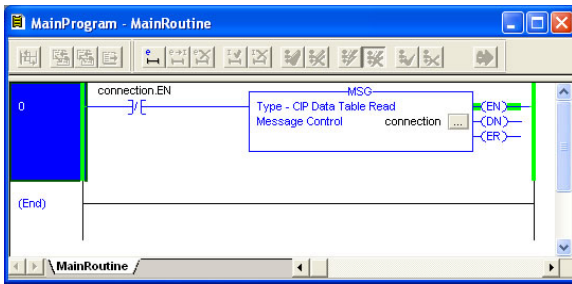 MainProgram - MainRoutine
connection.EN
MSG
0
Type - CIP Data Table Read
EN
Message Control connection ...
DN
ER
(End)
MainRoutine